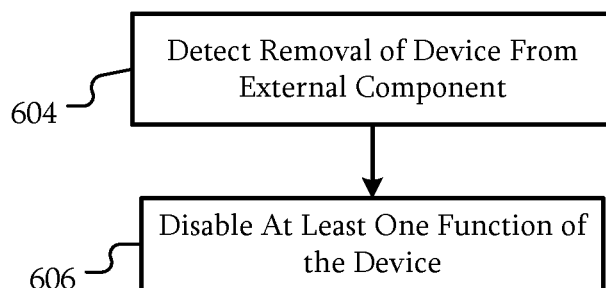 Detect Removal of Device From
External Component
604
Disable At Least One Function of
the Device
606